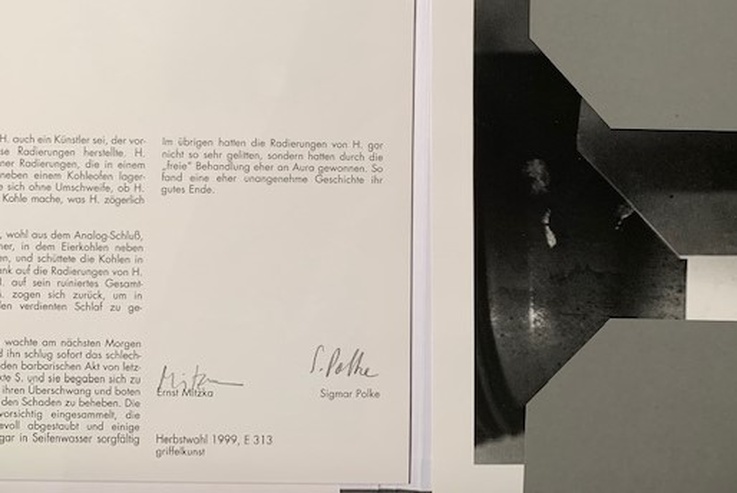 H. auch ein Künstler sei, der vor-
se Radierungen herstellte. H.
ner Radierungen, die in einem
neben einem Kohleofen lager-
e sich ohne Umschweife, ob H.
Kohle mache, was H. zögerlich
, wohl aus dem Analog-Schluß,
ner, in dem Eierkohlen neben
en, und schüttete die Kohlen in
nk auf die Radierungen von H.
. auf sein ruiniertes Gesamt-
. zogen sich zurück, um in
den verdienten Schlaf zu ge-
wachte am nächsten Morgen
d ihn schlug sofort das schlech-
den barbarischen Akt von letz-
kte S. und sie begaben sich zu
ihren Überschwang und boten
den Schaden zu beheben. Die
vorsichtig eingesammelt, die
evoll abgestaubt und einige
gar in Seifenwasser sorgfältig
Im übrigen hatten die Radierungen von H. gar
nicht so sehr gelitten, sondern hatten durch die
„freie" Behandlung eher an Aura gewonnen. So
fand eine eher unangenehme Geschichte ihr
gutes Ende.
Mitzka
Ernst Mitzka
S. Polke
Sigmar Polke
Herbstwahl 1999, E 313
griffelkunst